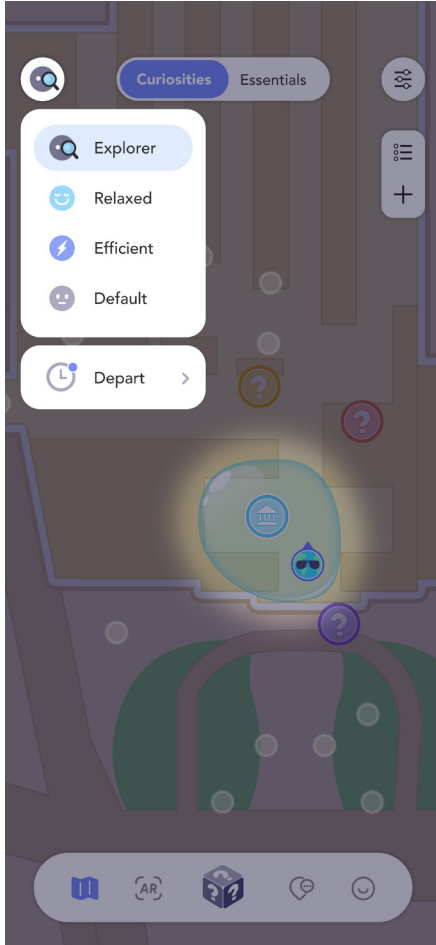 Curiosities
Essentials
Explorer
Relaxed
Efficient
Default
Depart
?
?
?
AR
? ? ?